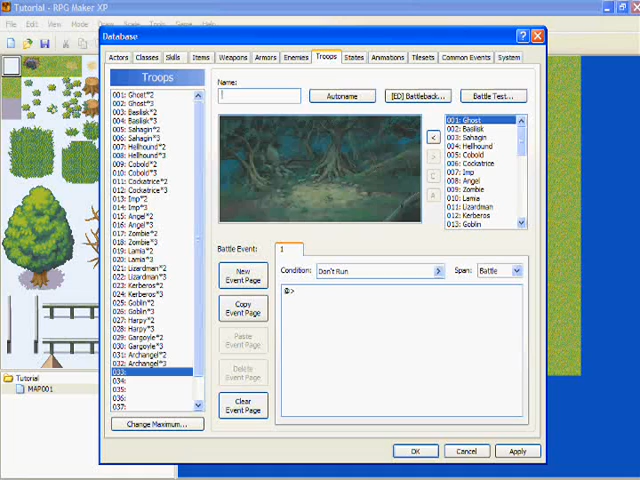 Tutorial - RPG Maker XP
File Edit View Mode Draw Scale Tools Game Help
Database
Actors Classes Skills Items Weapons Armors Enemies Troops States Animations Tilesets Common Events System
Troops
001: Ghost*2
002: Ghost*3
003: Basilisk*2
004: Basilisk*3
005: Sahagin*2
006: Sahagin*3
007: Hellhound*2
008: Hellhound*3
009: Cobold*2
010: Cobold*3
011: Cockatrice*2
012: Cockatrice*3
013: Imp*2
014: Imp*3
015: Angel*2
016: Angel*3
017: Zombie*2
018: Zombie*3
019: Lamia*2
020: Lamia*3
021: Lizardman*2
022: Lizardman*3
023: Kerberos*2
024: Kerberos*3
025: Goblin*2
026: Goblin*3
027: Harpy*2
028: Harpy*3
029: Gargoyle*2
030: Gargoyle*3
031: Archangel*2
032: Archangel*3
033:
034:
035:
036:
037:
Change Maximum...
Name:
Autoname
[ED] Battleback...
Battle Test...
<
>
C
A
001: Ghost
002: Basilisk
003: Sahagin
004: Hellhound
005: Cobold
006: Cockatrice
007: Imp
008: Angel
009: Zombie
010: Lamia
011: Lizardman
012: Kerberos
013: Goblin
Battle Event:
1
New
Event Page
Copy
Event Page
Paste
Event Page
Delete
Event Page
Clear
Event Page
Condition: Don't Run
Span: Battle
@>
Tutorial
MAP001
OK
Cancel
Apply